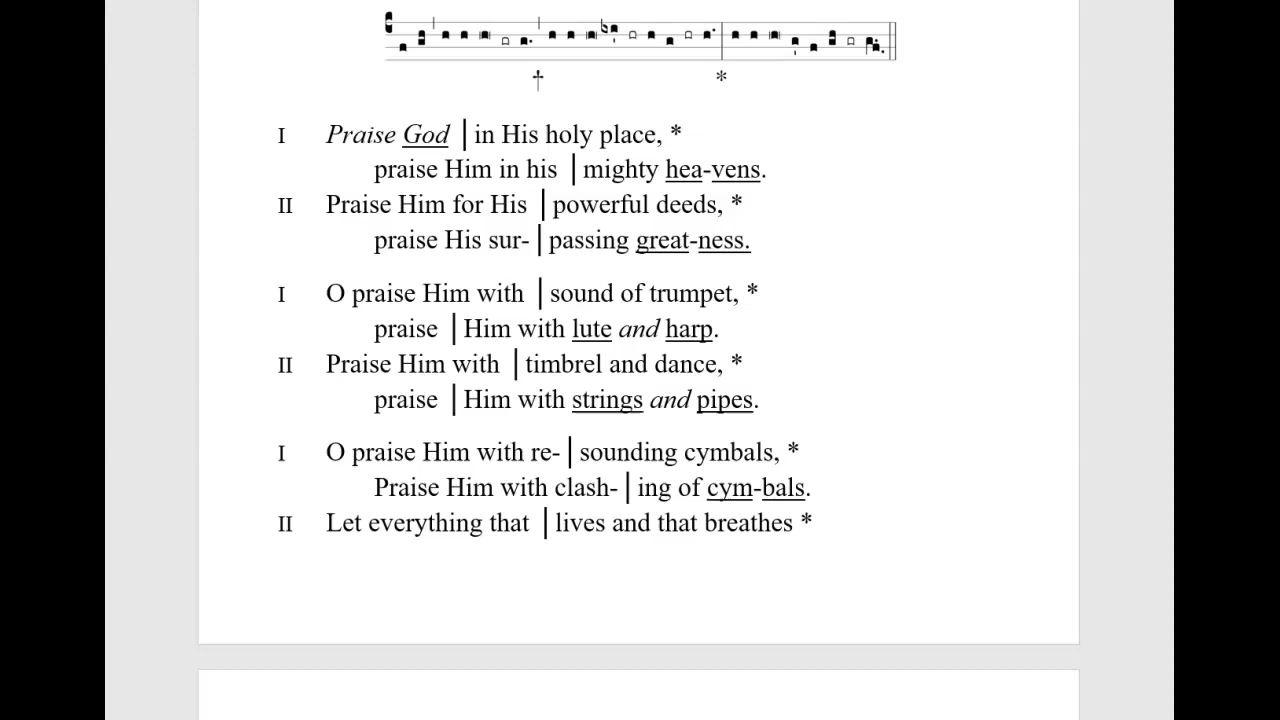 † *
I Praise God | in His holy place, *
praise Him in his | mighty hea-vens.
II Praise Him for His | powerful deeds, *
praise His sur- | passing great-ness.
I O praise Him with | sound of trumpet, *
praise | Him with lute and harp.
II Praise Him with | timbrel and dance, *
praise | Him with strings and pipes.
I O praise Him with re- | sounding cymbals, *
Praise Him with clash- | ing of cym-bals.
II Let everything that | lives and that breathes *